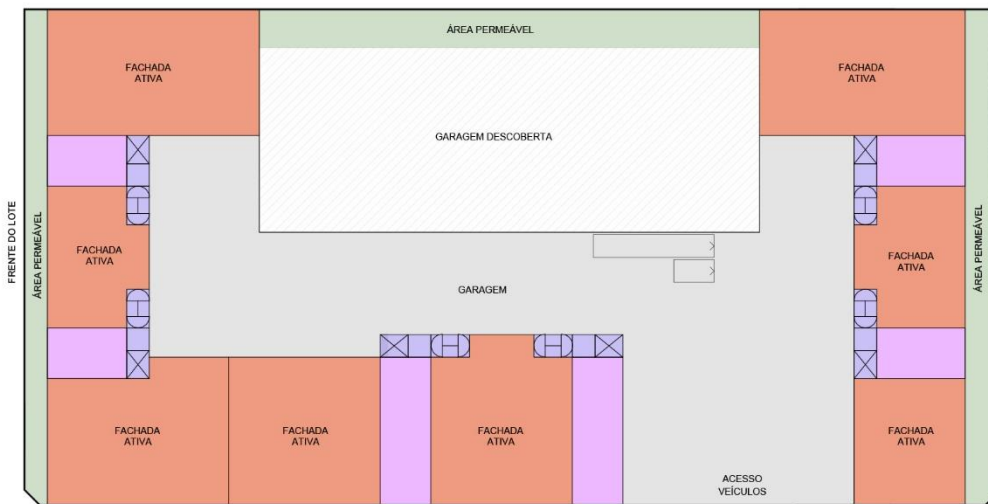 ÁREA PERMEÁVEL
FACHADA
ATIVA
FACHADA
ATIVA
GARAGEM DESCOBERTA
FRENTE DO LOTE
ÁREA PERMEÁVEL
FACHADA
ATIVA
FACHADA
ATIVA
ÁREA PERMEÁVEL
GARAGEM
FACHADA
ATIVA
FACHADA
ATIVA
FACHADA
ATIVA
FACHADA
ATIVA
ACESSO
VEÍCULOS